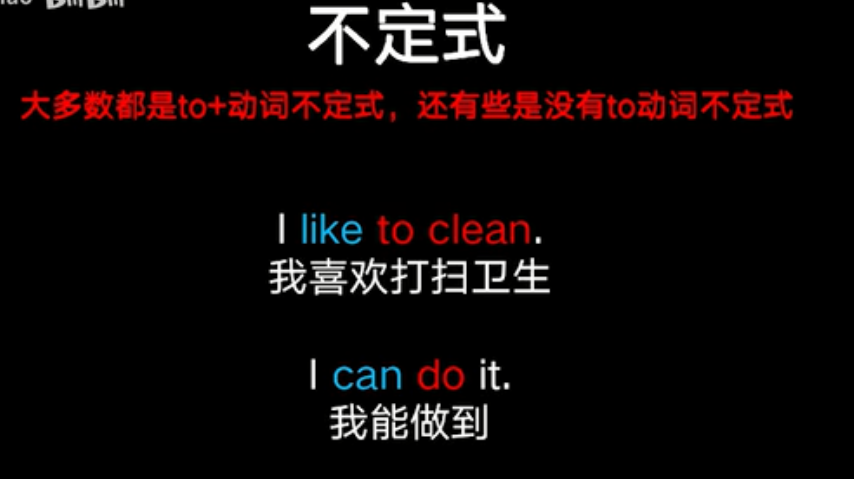 不定式
大多数都是to+动词不定式，还有些是没有to动词不定式
I like to clean.
我喜欢打扫卫生
I can do it.
我能做到